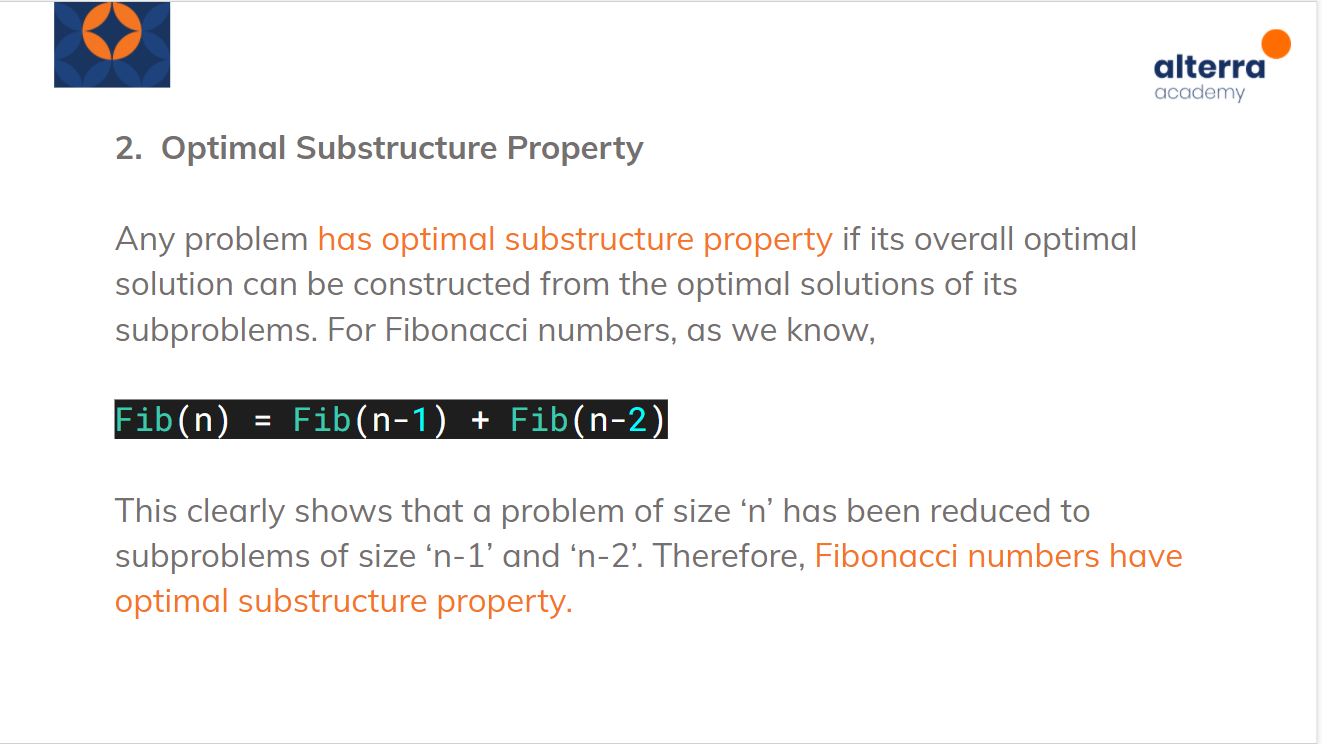 alterra
academy
2. Optimal Substructure Property
Any problem has optimal substructure property if its overall optimal
solution can be constructed from the optimal solutions of its
subproblems. For Fibonacci numbers, as we know,
Fib(n) = Fib(n-1) + Fib(n-2)
This clearly shows that a problem of size ‘n’ has been reduced to
subproblems of size ‘n-1’ and ‘n-2’. Therefore, Fibonacci numbers have
optimal substructure property.